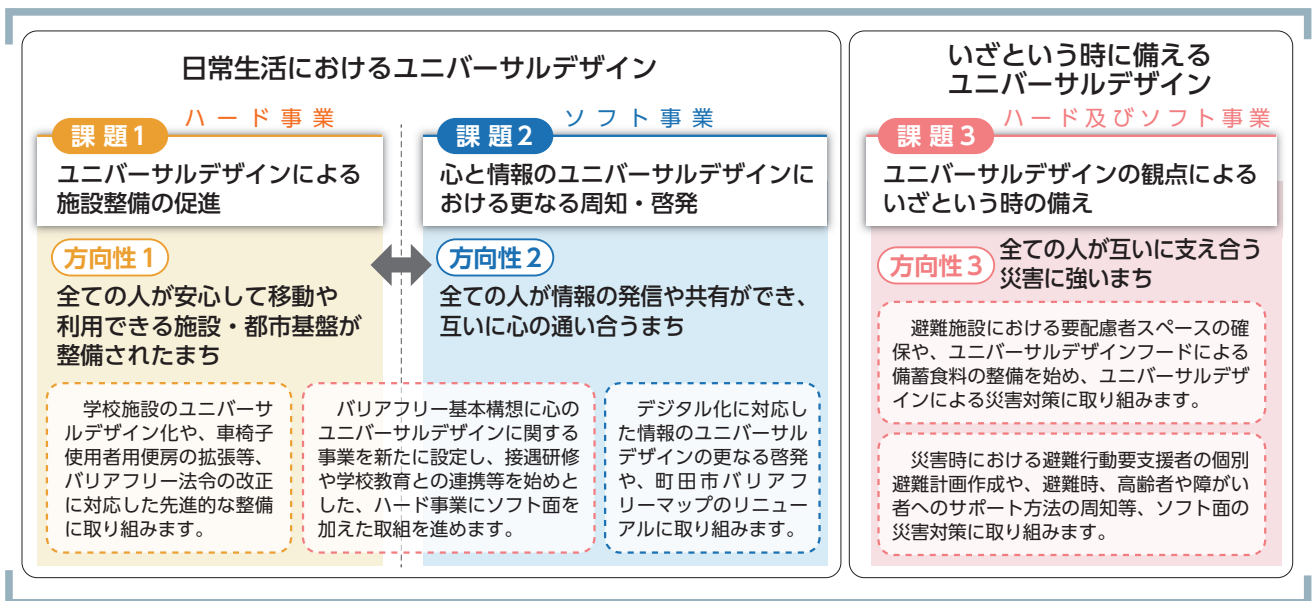 日常生活におけるユニバーサルデザイン
ハード事業
課題1
ユニバーサルデザインによる
施設整備の促進
方向性1
全ての人が安心して移動や
利用できる施設・都市基盤が
整備されたまち
学校施設のユニバーサ
ルデザイン化や、車椅子
使用者用便房の拡張等、
バリアフリー法令の改正
に対応した先進的な整備
に取り組みます。
ソフト事業
課題2
心と情報のユニバーサルデザインに
おける更なる周知・啓発
方向性2
全ての人が情報の発信や共有ができ、
互いに心の通い合うまち
バリアフリー基本構想に心の
ユニバーサルデザインに関する
事業を新たに設定し、接遇研修
や学校教育との連携等を始めと
した、ハード事業にソフト面を
加えた取組を進めます。
デジタル化に対応し
た情報のユニバーサル
デザインの更なる啓発
や、町田市バリアフ
リーマップのリニュー
アルに取り組みます。
いざという時に備える
ユニバーサルデザイン
ハード及びソフト事業
課題3
ユニバーサルデザインの観点による
いざという時の備え
方向性3
全ての人が互いに支え合う
災害に強いまち
避難施設における要配慮者スペースの確
保や、ユニバーサルデザインフードによる
備蓄食料の整備を始め、ユニバーサルデザ
インによる災害対策に取り組みます。
災害時における避難行動要支援者の個別
避難計画作成や、避難時、高齢者や障がい
者へのサポート方法の周知等、ソフト面の
災害対策に取り組みます。